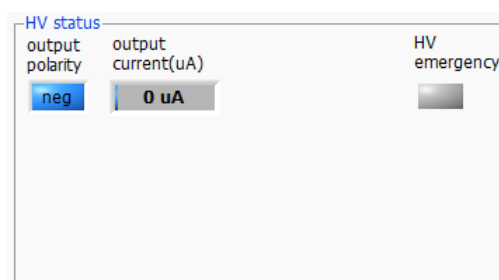 HV status
output polarity
output current(uA)
HV emergency
neg
0 uA